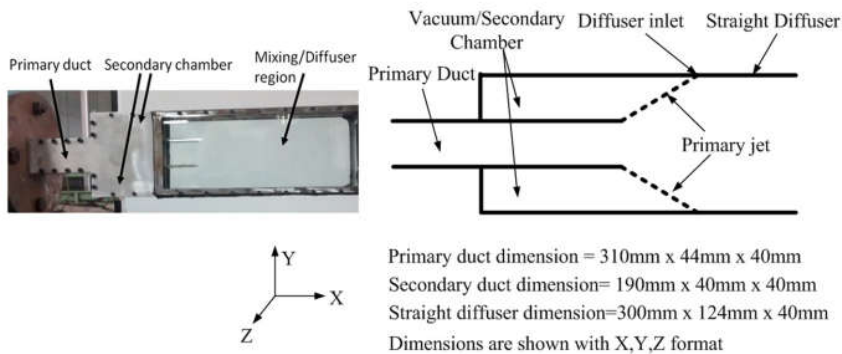 Primary duct
Secondary chamber
Mixing/Diffuser
region
Vacuum/Secondary
Chamber
Diffuser inlet
Straight Diffuser
Primary Duct
Primary jet
Y
X
Z
Primary duct dimension = 310mm x 44mm x 40mm
Secondary duct dimension= 190mm x 40mm x 40mm
Straight diffuser dimension=300mm x 124mm x 40mm
Dimensions are shown with X,Y,Z format